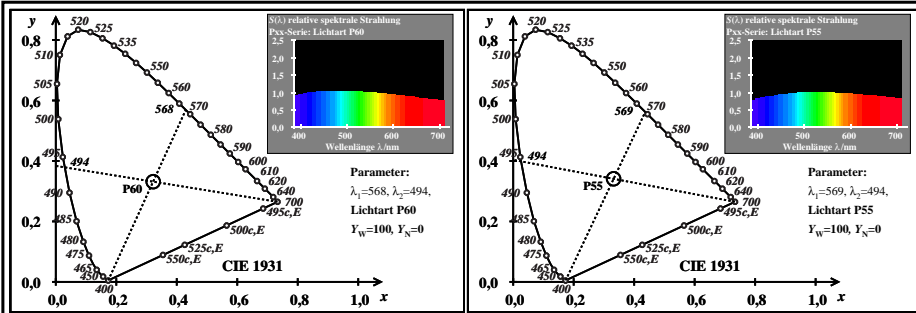 y
S(λ) relative spektrale Strahlung
Pxx-Serie: Lichtart P60
2,5
2,0
1,5
1,0
0,5
0,0
400 500 600 700
Wellenlänge λ/nm
0,8
0,6
0,4
0,2
0,0
0,0 0,2 0,4 0,6 0,8 1,0
x
520
525
510
535
550
505
560
568
570
500
580
590
495
494
600
610
620
640
490
P60
700
495c,E
485
500c,E
480
525c,E
475
550c,E
465
450
400
CIE 1931
Parameter:
λ1=568, λ2=494,
Lichtart P60
YW=100, YN=0
y
S(λ) relative spektrale Strahlung
Pxx-Serie: Lichtart P55
2,5
2,0
1,5
1,0
0,5
0,0
400 500 600 700
Wellenlänge λ/nm
0,8
0,6
0,4
0,2
0,0
0,0 0,2 0,4 0,6 0,8 1,0
x
520
525
510
535
550
505
560
569
570
500
580
590
495
494
600
610
620
640
490
P55
700
495c,E
485
500c,E
480
525c,E
475
550c,E
465
450
400
CIE 1931
Parameter:
λ1=569, λ2=494,
Lichtart P55
YW=100, YN=0